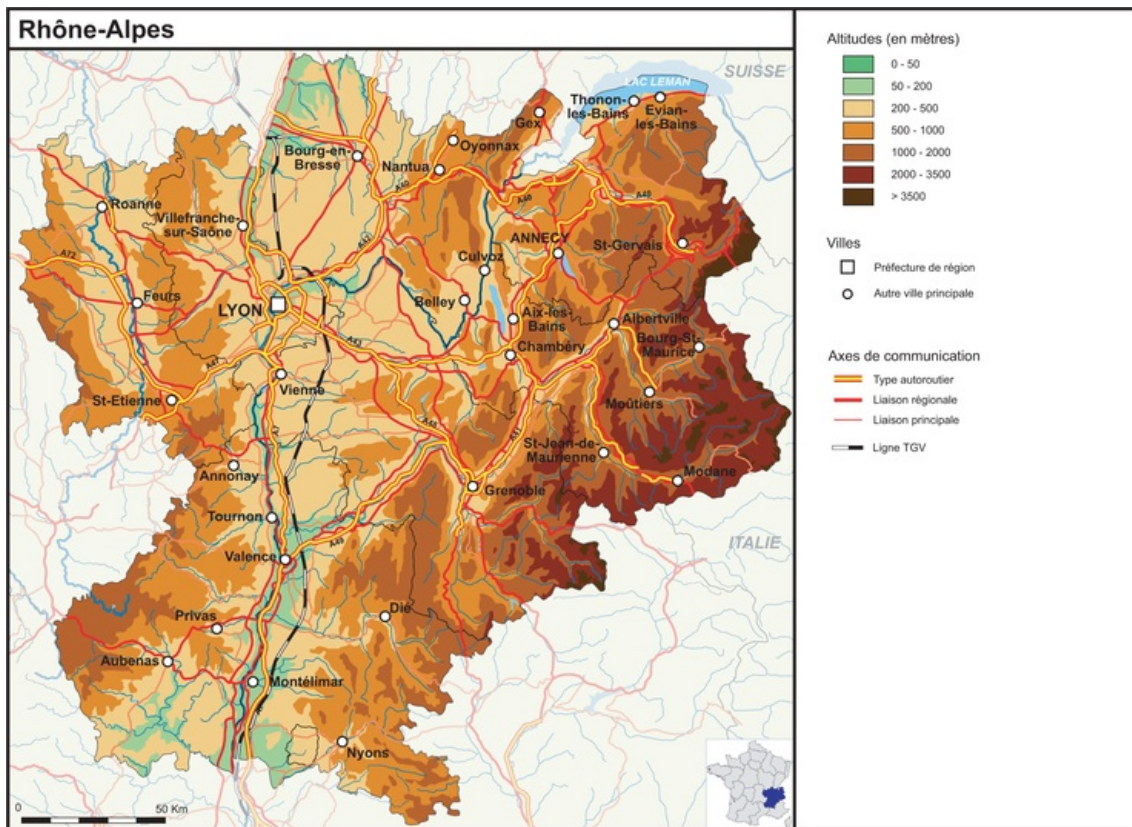 Rhône-Alpes
SUISSE
LAC LEMAN
Thonon-
les-Bains
Evian-
les-Bains
Gex
Oyonnax
Bourg-en-
Bresse
Nantua
A40
A40
A40
Roanne
Villefranche-
sur-Saône
A42
ANNECY
St-Gervais
A72
Culvoz
Feurs
LYON
Belley
Aix-les-
Bains
Albertville
Bourg-St-
Maurice
A43
Chambéry
A47
Vienne
St-Etienne
Moûtiers
A48
A41
A7
St-Jean-de-
Maurienne
Annonay
Modane
Grenoble
Tournon
A49
ITALIE
Valence
Die
Privas
Aubenas
Montélimar
Nyons
0
50 Km
Altitudes (en mètres)
0 - 50
50 - 200
200 - 500
500 - 1000
1000 - 2000
2000 - 3500
> 3500
Villes
Préfecture de région
Autre ville principale
Axes de communication
Type autoroutier
Liaison régionale
Liaison principale
Ligne TGV